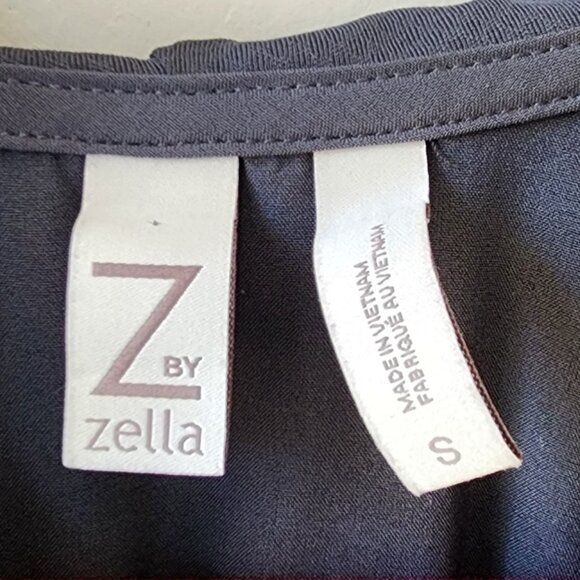 Z BY
zella
MADE IN VIETNAM
FABRIQUÉ AU VIETNAM
S